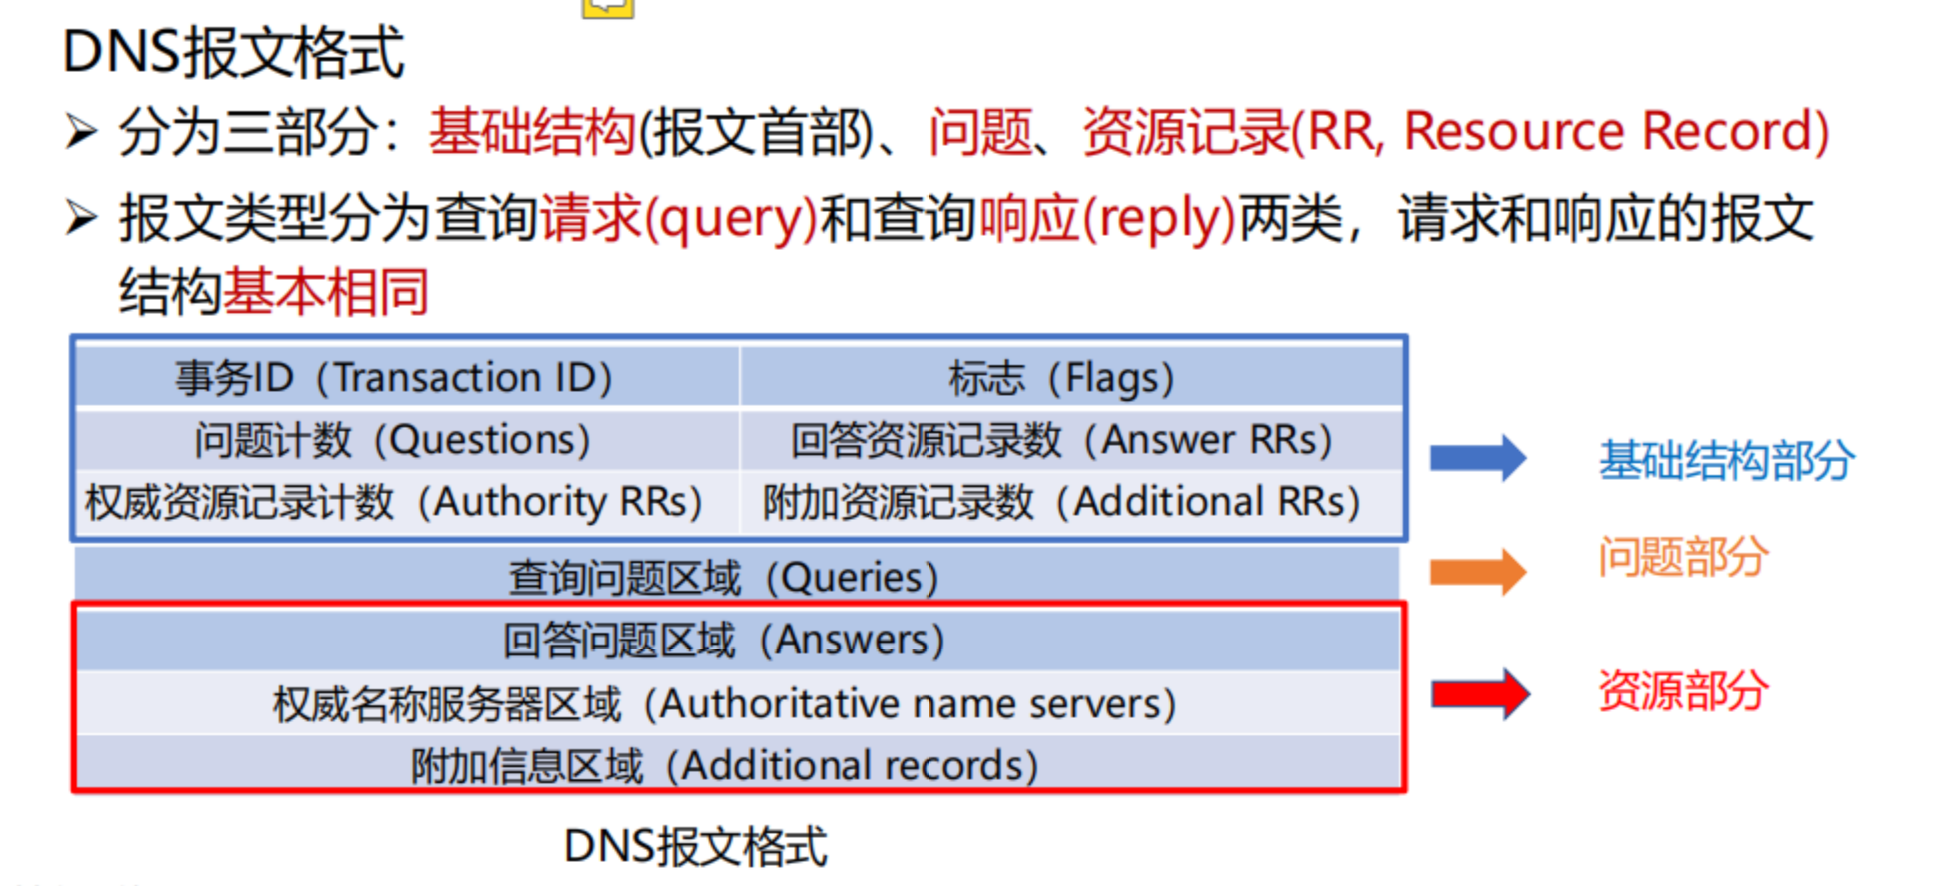 DNS报文格式
➢ 分为三部分：基础结构(报文首部)、问题、资源记录(RR, Resource Record)
➢ 报文类型分为查询请求(query)和查询响应(reply)两类，请求和响应的报文
结构基本相同
事务ID（Transaction ID） 标志（Flags）
问题计数（Questions） 回答资源记录数（Answer RRs）
权威资源记录计数（Authority RRs） 附加资源记录数（Additional RRs）
基础结构部分
查询问题区域（Queries）
问题部分
回答问题区域（Answers）
权威名称服务器区域（Authoritative name servers）
附加信息区域（Additional records）
资源部分
DNS报文格式